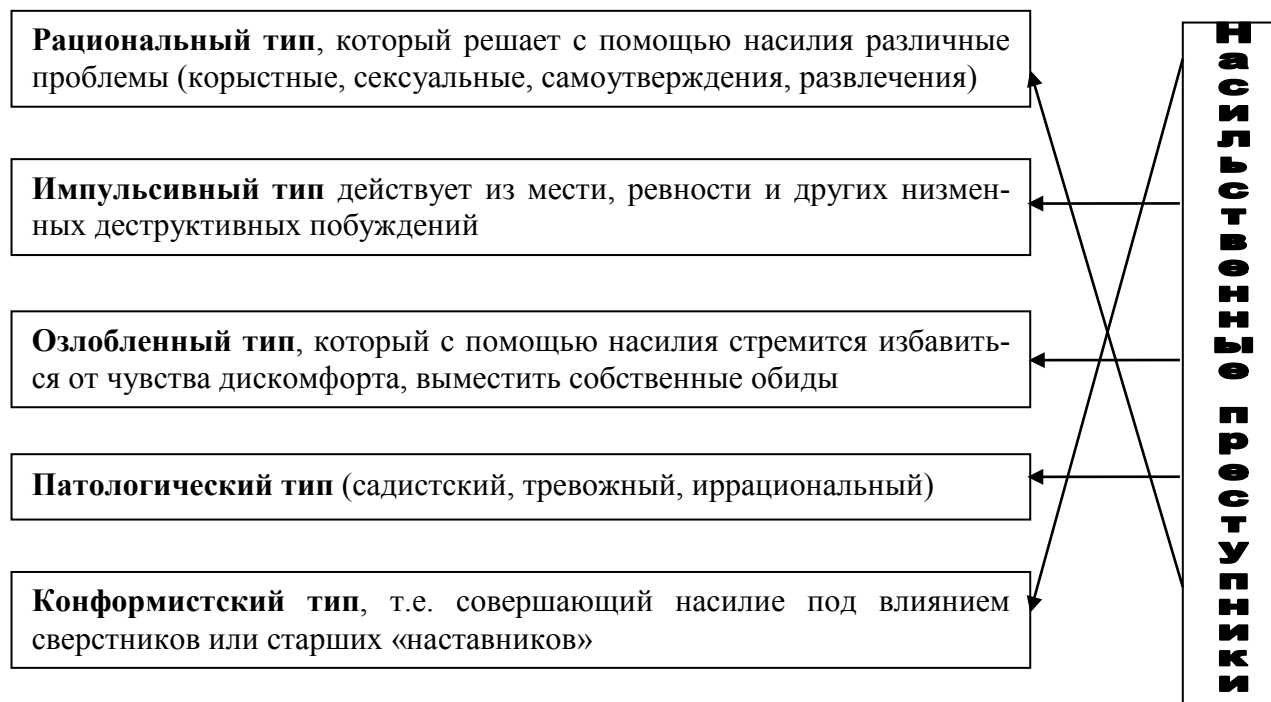 Рациональный тип, который решает с помощью насилия различные
проблемы (корыстные, сексуальные, самоутверждения, развлечения)
Импульсивный тип действует из мести, ревности и других низмен-
ных деструктивных побуждений
Озлобленный тип, который с помощью насилия стремится избавить-
ся от чувства дискомфорта, выместить собственные обиды
Патологический тип (садистский, тревожный, иррациональный)
Конформистский тип, т.е. совершающий насилие под влиянием
сверстников или старших «наставников»
Насильственные преступники